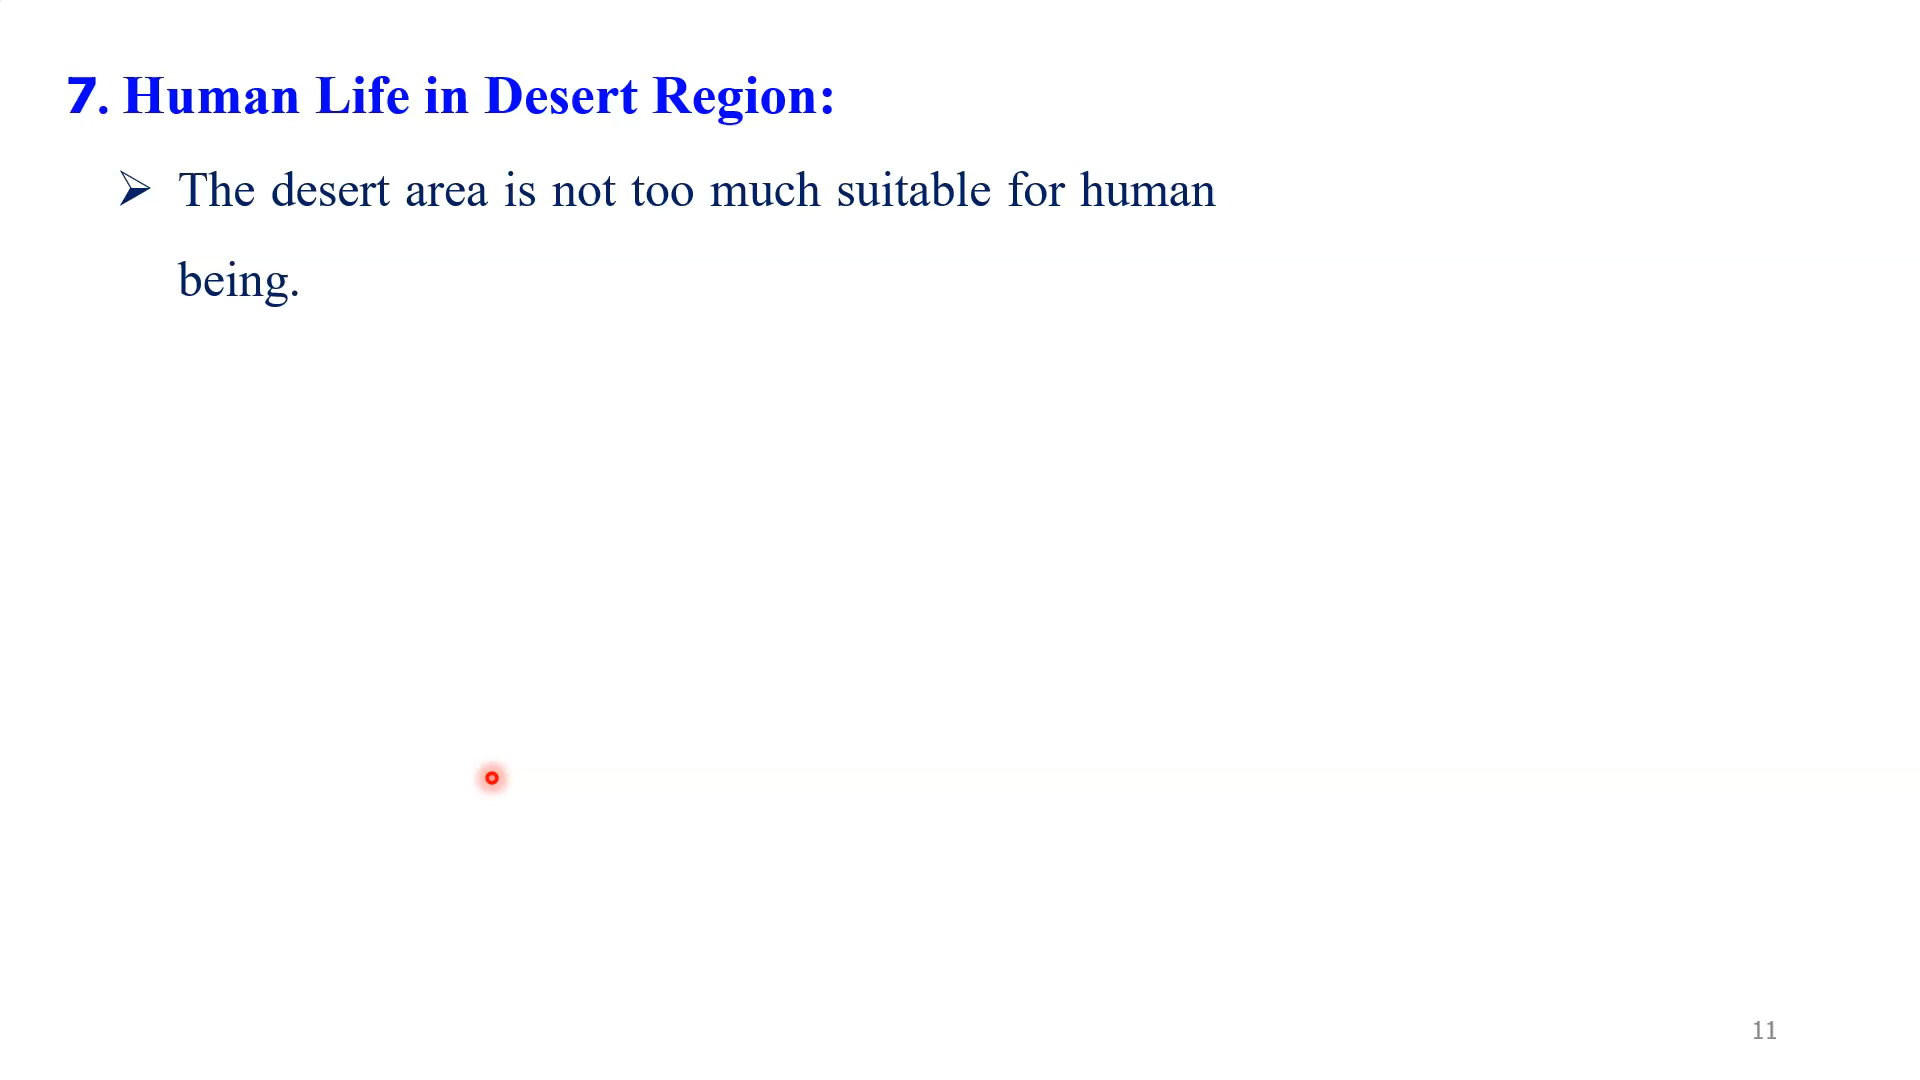 7. Human Life in Desert Region:
➢ The desert area is not too much suitable for human
being.
11